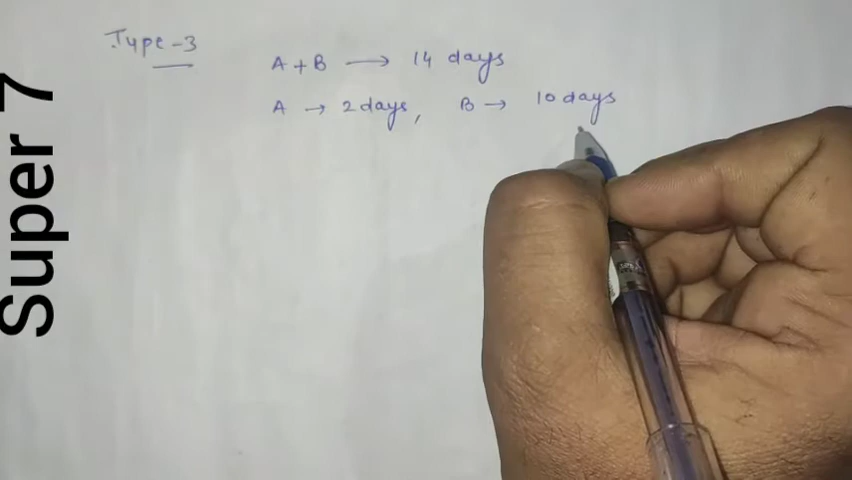 Super 7
Type-3
A+B → 14 days
A → 2 days, B → 10 days